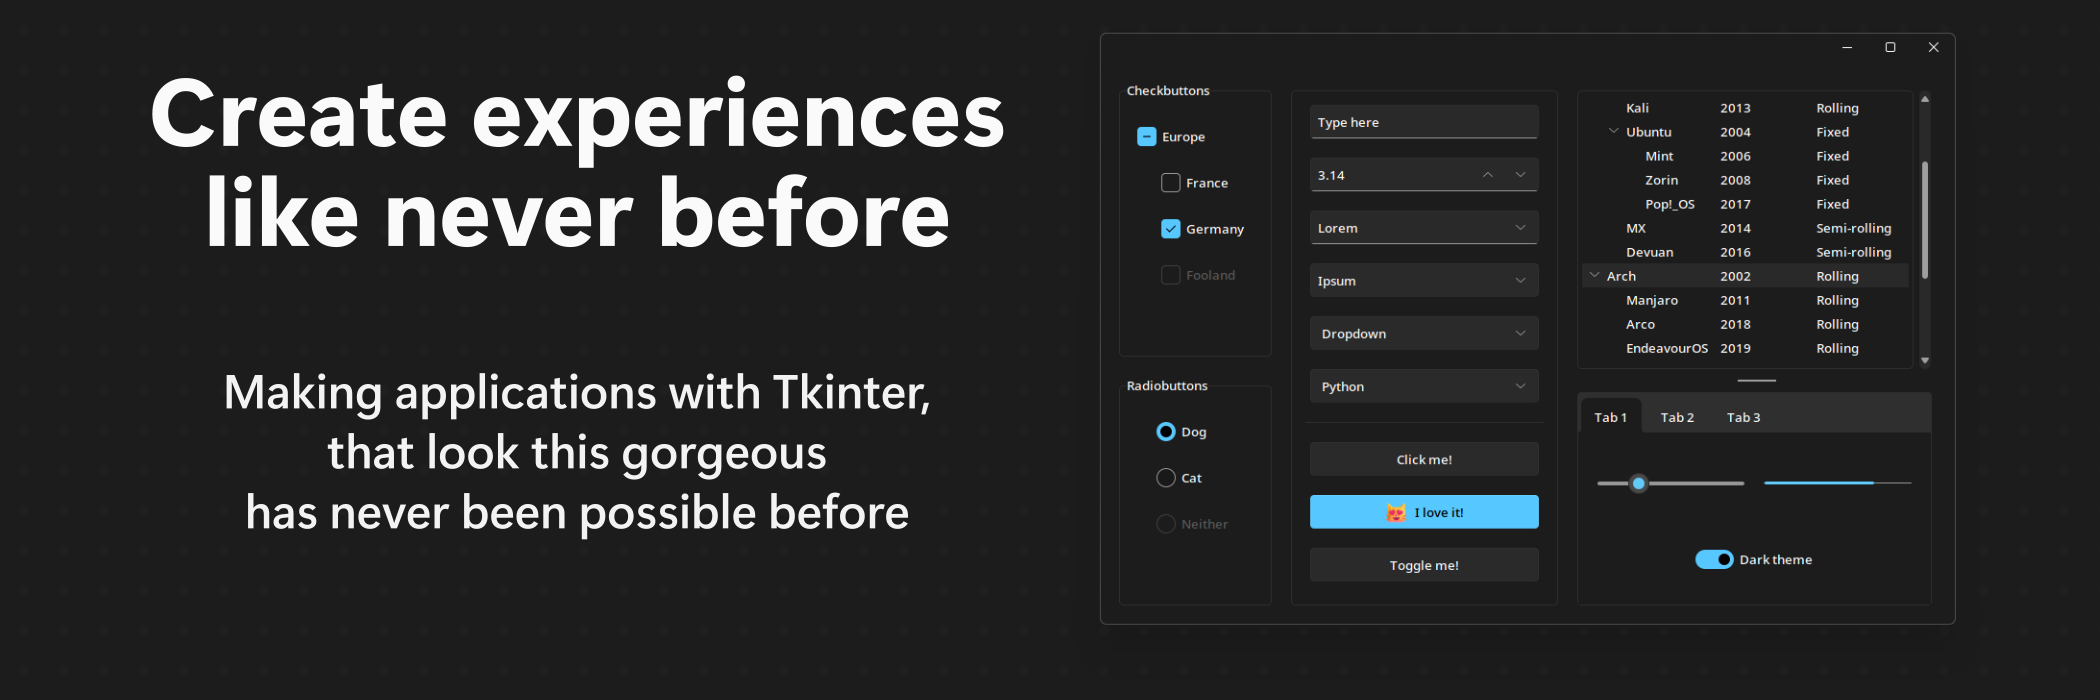 Create experiences
like never before
Making applications with Tkinter,
that look this gorgeous
has never been possible before
Checkbuttons
Europe
France
Germany
Fooland
Radiobuttons
Dog
Cat
Neither
Type here
3.14
Lorem
Ipsum
Dropdown
Python
Click me!
I love it!
Toggle me!
Kali 2013 Rolling
Ubuntu 2004 Fixed
Mint 2006 Fixed
Zorin 2008 Fixed
Pop!_OS 2017 Fixed
MX 2014 Semi-rolling
Devuan 2016 Semi-rolling
Arch 2002 Rolling
Manjaro 2011 Rolling
Arco 2018 Rolling
EndeavourOS 2019 Rolling
Tab 1 Tab 2 Tab 3
Dark theme